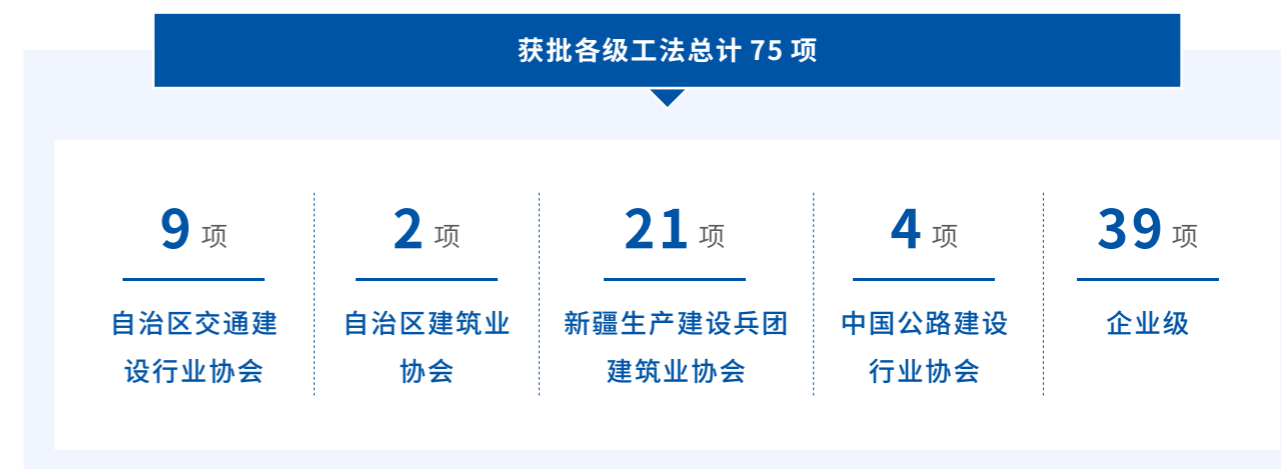 获批各级工法总计 75 项
9 项
自治区交通建
设行业协会
2 项
自治区建筑业
协会
21 项
新疆生产建设兵团
建筑业协会
4 项
中国公路建设
行业协会
39 项
企业级